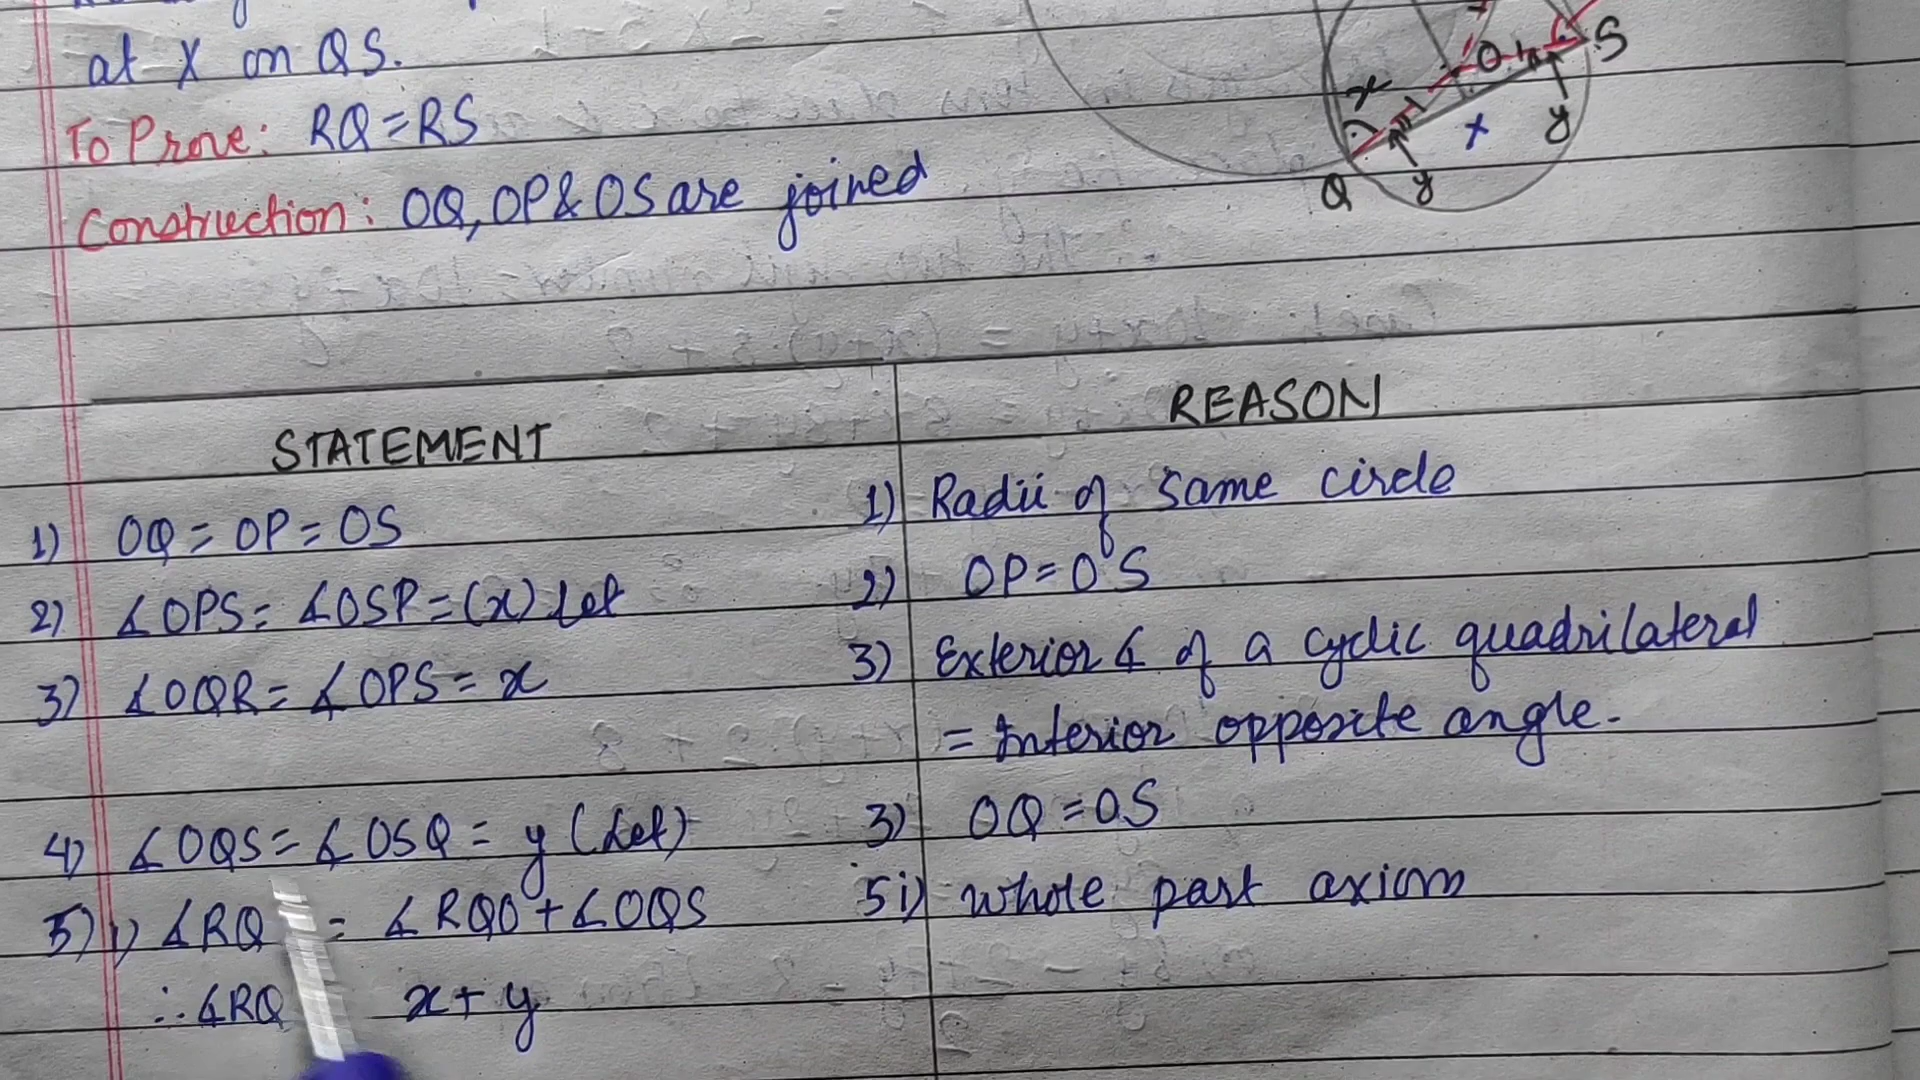 at X on QS.
To Prove: RQ = RS
Construction: OQ, OP & OS are joined
S
O
x
X
y
Q
y
STATEMENT
REASON
1) OQ = OP = OS
1) Radii of same circle
2) ∡OPS = ∡OSP = (x) Let
2) OP = OS
3) ∡OQR = ∡OPS = x
3) Exterior ∡ of a cyclic quadrilateral
= Interior opposite angle.
4) ∡OQS = ∡OSQ = y (Let)
3) OQ = OS
5) i) ∡RQ = ∡RQO + ∡OQS
5i) whole part axiom
∴ ∡RQ x + y